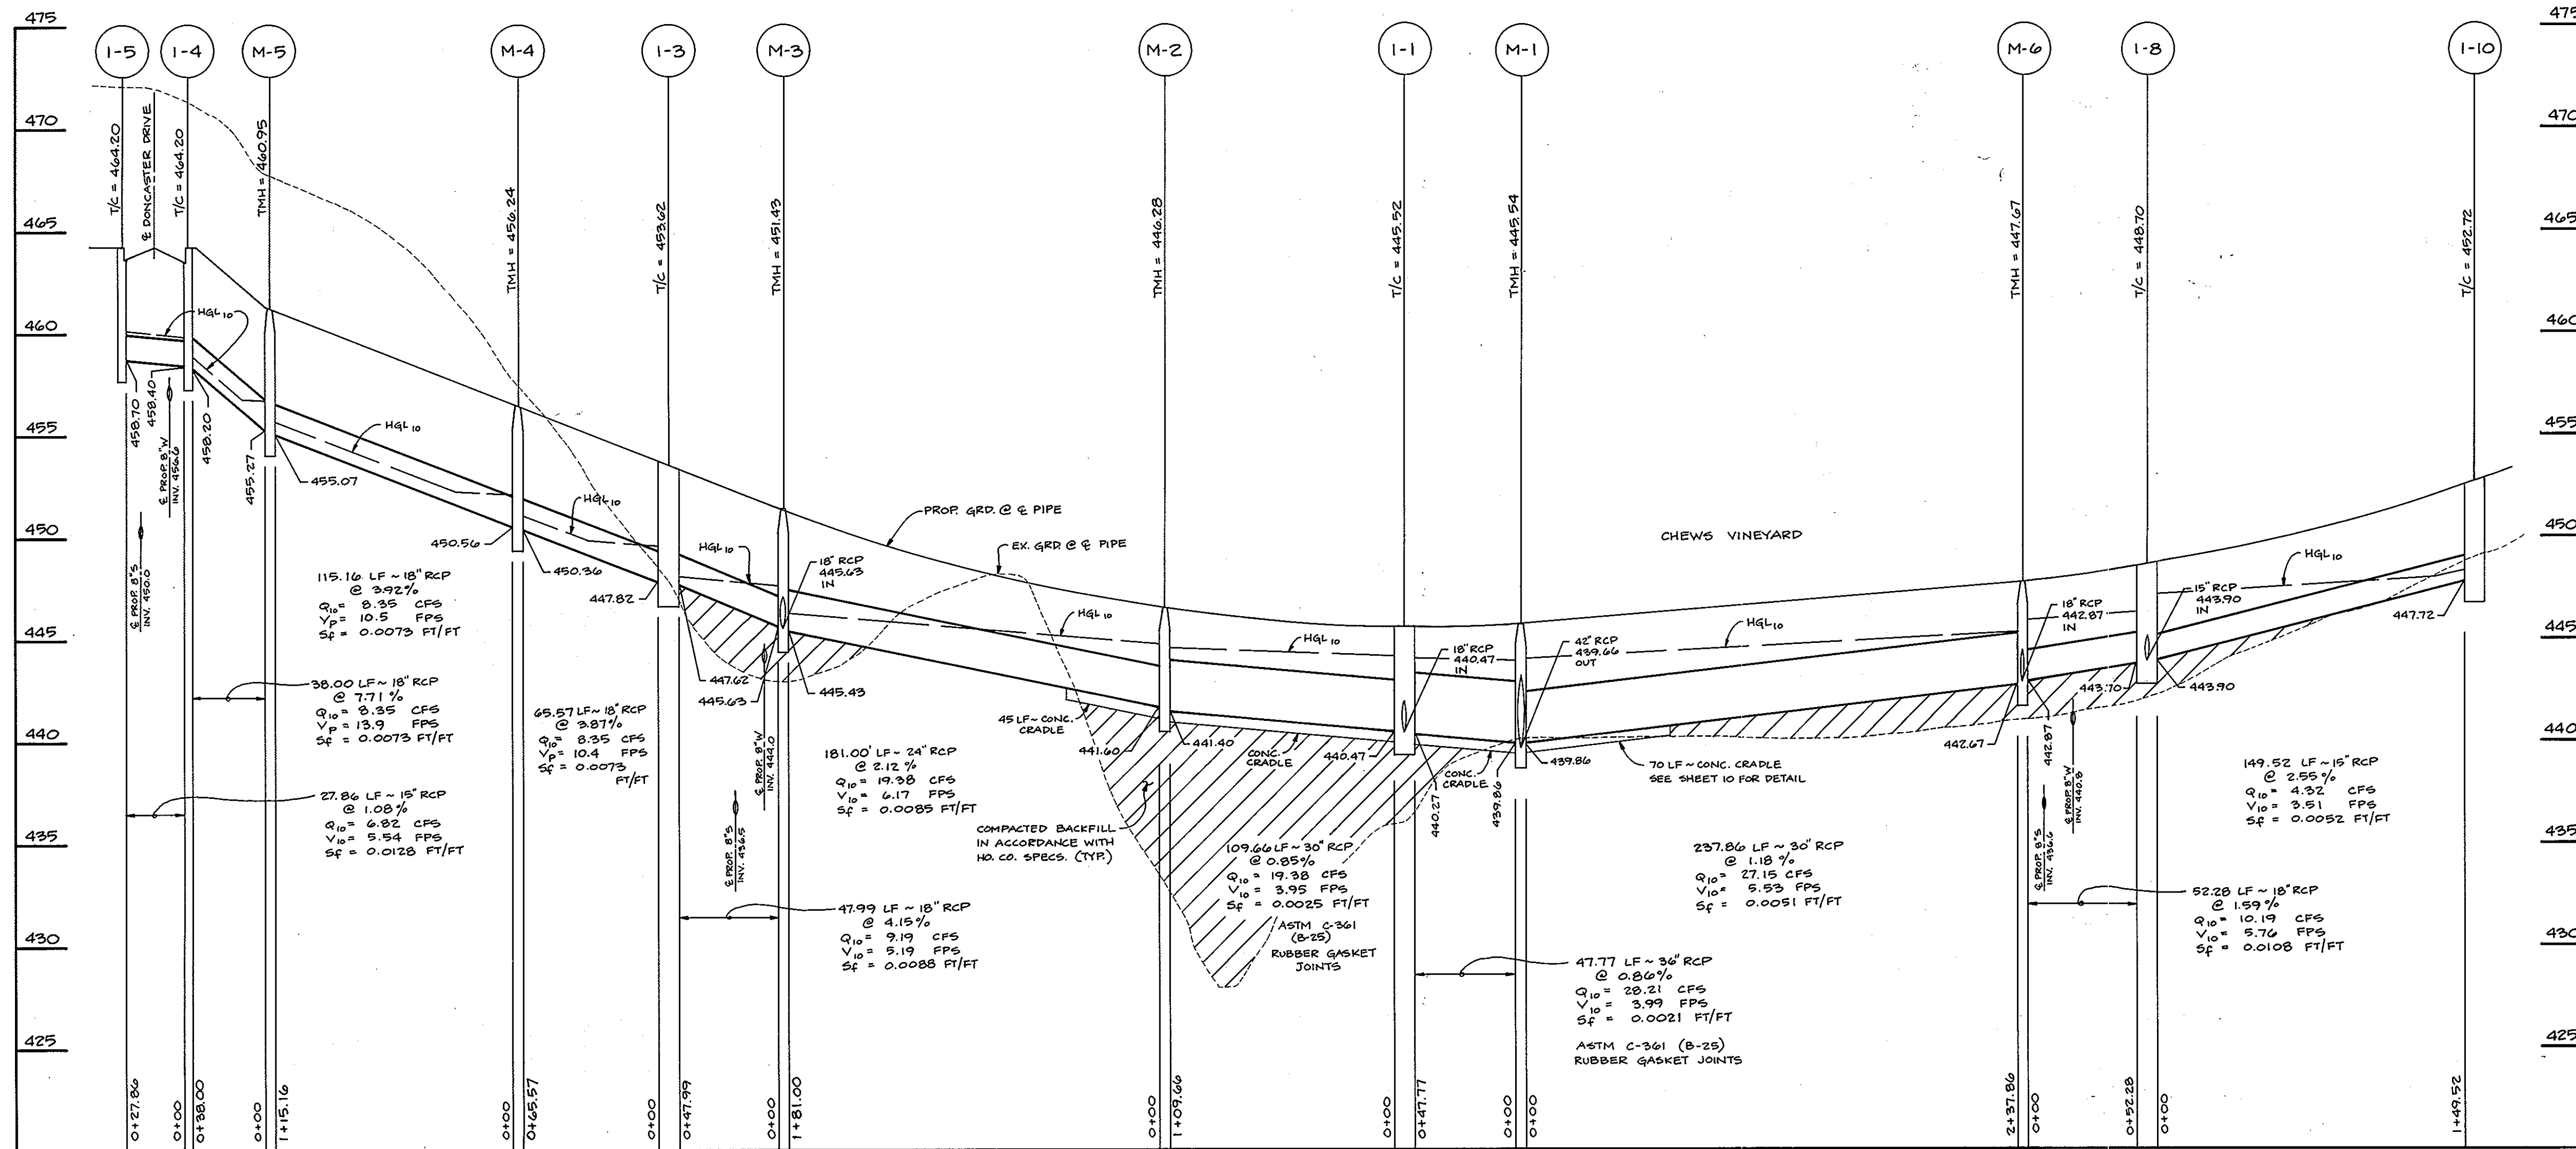 475
470
465
460
455
450
445
440
435
430
425
475
470
465
460
455
450
445
440
435
430
425
I-5
I-4
M-5
M-4
I-3
M-3
M-2
I-1
M-1
M-6
I-8
I-10
T/C = 464.20
℄ DONCASTER DRIVE
T/C = 464.20
TMH = 460.95
TMH = 456.24
T/C = 453.62
TMH = 451.43
TMH = 446.28
T/C = 445.52
TMH = 445.54
TMH = 447.67
T/C = 448.70
T/C = 452.72
HGL10
HGL10
HGL10
HGL10
HGL10
HGL10
HGL10
HGL10
PROP. GRD. @ ℄ PIPE
EX. GRD. @ ℄ PIPE
CHEWS VINEYARD
458.70
458.40
458.20
455.27
455.07
450.56
450.36
447.82
447.62
445.63
445.43
441.60
441.40
440.47
440.27
439.86
439.86
442.67
442.87
443.70
443.90
447.72
18" RCP
445.63
IN
18" RCP
440.47
IN
42" RCP
439.66
OUT
18" RCP
442.87
IN
15" RCP
443.90
IN
℄ PROP. 8"S
INV. 450.0
℄ PROP. 8"W
INV. 456.6
℄ PROP. 8"S
INV. 436.5
℄ PROP. 8"W
INV. 444.0
℄ PROP. 8"S
INV. 436.6
℄ PROP. 8"W
INV. 440.8
115.16 LF ~ 18" RCP
@ 3.92%
Q10 = 8.35 CFS
Vp = 10.5 FPS
Sf = 0.0073 FT/FT
38.00 LF ~ 18" RCP
@ 7.71%
Q10 = 8.35 CFS
Vp = 13.9 FPS
Sf = 0.0073 FT/FT
27.86 LF ~ 15" RCP
@ 1.08%
Q10 = 6.82 CFS
V10 = 5.54 FPS
Sf = 0.0128 FT/FT
65.57 LF ~ 18" RCP
@ 3.87%
Q10 = 8.35 CFS
Vp = 10.4 FPS
Sf = 0.0073
FT/FT
181.00' LF ~ 24" RCP
@ 2.12%
Q10 = 19.38 CFS
V10 = 6.17 FPS
Sf = 0.0085 FT/FT
47.99 LF ~ 18" RCP
@ 4.15%
Q10 = 9.19 CFS
V10 = 5.19 FPS
Sf = 0.0088 FT/FT
45 LF ~ CONC.
CRADLE
CONC.
CRADLE
CONC.
CRADLE
COMPACTED BACKFILL
IN ACCORDANCE WITH
HO. CO. SPECS. (TYP.)
109.66 LF ~ 30" RCP
@ 0.85%
Q10 = 19.38 CFS
V10 = 3.95 FPS
Sf = 0.0025 FT/FT
ASTM C-361
(B-25)
RUBBER GASKET
JOINTS
70 LF ~ CONC. CRADLE
SEE SHEET 10 FOR DETAIL
237.86 LF ~ 30" RCP
@ 1.18%
Q10 = 27.15 CFS
V10 = 5.53 FPS
Sf = 0.0051 FT/FT
47.77 LF ~ 36" RCP
@ 0.86%
Q10 = 28.21 CFS
V10 = 3.99 FPS
Sf = 0.0021 FT/FT
ASTM C-361 (B-25)
RUBBER GASKET JOINTS
149.52 LF ~ 15" RCP
@ 2.55%
Q10 = 4.32 CFS
V10 = 3.51 FPS
Sf = 0.0052 FT/FT
52.28 LF ~ 18" RCP
@ 1.59%
Q10 = 10.19 CFS
V10 = 5.76 FPS
Sf = 0.0108 FT/FT
0+27.86
0+00
0+38.00
0+00
1+15.16
0+00
0+65.57
0+00
0+47.99
0+00
1+81.00
0+00
1+09.66
0+00
0+47.77
0+00
0+00
2+37.86
0+00
0+52.28
0+00
1+49.52